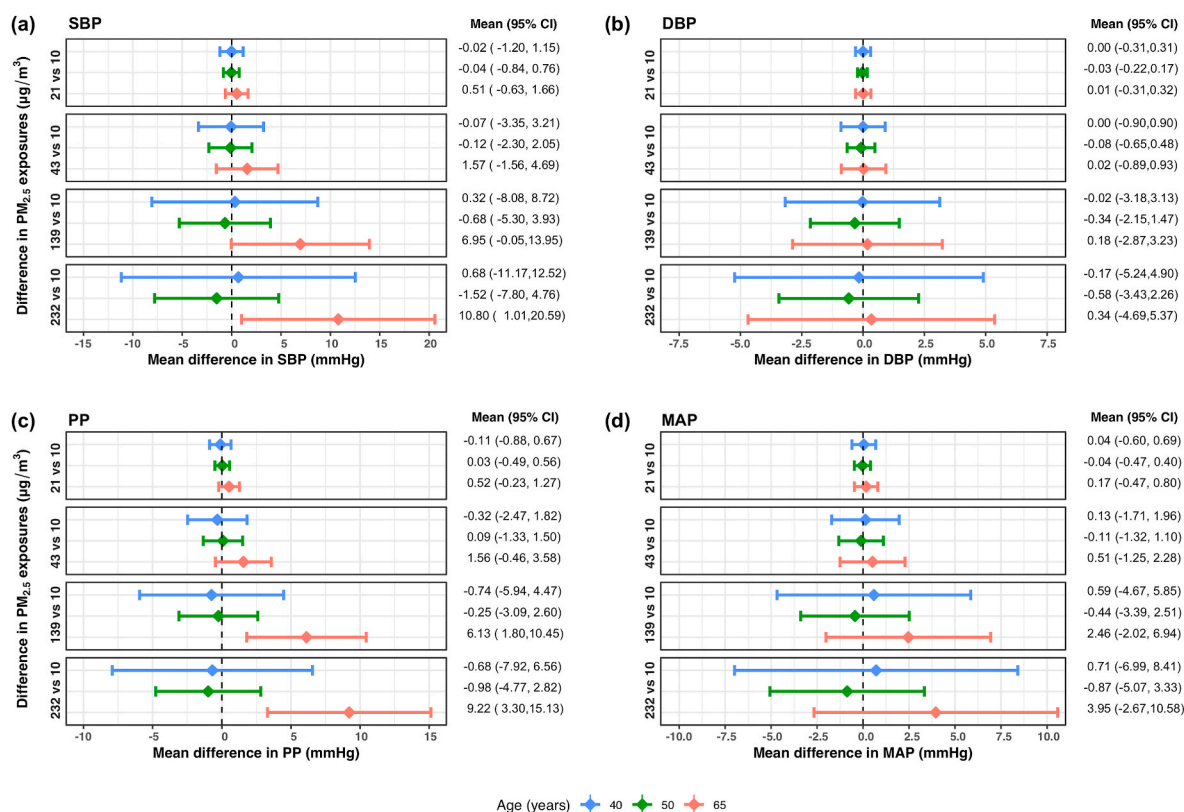 (a) SBP Mean (95% CI)
Difference in PM2.5 exposures (µg/m³)
21 vs 10
-0.02 ( -1.20, 1.15)
-0.04 ( -0.84, 0.76)
0.51 ( -0.63, 1.66)
43 vs 10
-0.07 ( -3.35, 3.21)
-0.12 ( -2.30, 2.05)
1.57 ( -1.56, 4.69)
139 vs 10
0.32 ( -8.08, 8.72)
-0.68 ( -5.30, 3.93)
6.95 ( -0.05,13.95)
232 vs 10
0.68 (-11.17,12.52)
-1.52 ( -7.80, 4.76)
10.80 ( 1.01,20.59)
-15 -10 -5 0 5 10 15 20
Mean difference in SBP (mmHg)
(b) DBP Mean (95% CI)
21 vs 10
0.00 (-0.31,0.31)
-0.03 (-0.22,0.17)
0.01 (-0.31,0.32)
43 vs 10
0.00 (-0.90,0.90)
-0.08 (-0.65,0.48)
0.02 (-0.89,0.93)
139 vs 10
-0.02 (-3.18,3.13)
-0.34 (-2.15,1.47)
0.18 (-2.87,3.23)
232 vs 10
-0.17 (-5.24,4.90)
-0.58 (-3.43,2.26)
0.34 (-4.69,5.37)
-7.5 -5.0 -2.5 0.0 2.5 5.0 7.5
Mean difference in DBP (mmHg)
(c) PP Mean (95% CI)
Difference in PM2.5 exposures (µg/m³)
21 vs 10
-0.11 (-0.88, 0.67)
0.03 (-0.49, 0.56)
0.52 (-0.23, 1.27)
43 vs 10
-0.32 (-2.47, 1.82)
0.09 (-1.33, 1.50)
1.56 (-0.46, 3.58)
139 vs 10
-0.74 (-5.94, 4.47)
-0.25 (-3.09, 2.60)
6.13 ( 1.80,10.45)
232 vs 10
-0.68 (-7.92, 6.56)
-0.98 (-4.77, 2.82)
9.22 ( 3.30,15.13)
-10 -5 0 5 10 15
Mean difference in PP (mmHg)
(d) MAP Mean (95% CI)
21 vs 10
0.04 (-0.60, 0.69)
-0.04 (-0.47, 0.40)
0.17 (-0.47, 0.80)
43 vs 10
0.13 (-1.71, 1.96)
-0.11 (-1.32, 1.10)
0.51 (-1.25, 2.28)
139 vs 10
0.59 (-4.67, 5.85)
-0.44 (-3.39, 2.51)
2.46 (-2.02, 6.94)
232 vs 10
0.71 (-6.99, 8.41)
-0.87 (-5.07, 3.33)
3.95 (-2.67,10.58)
-10.0 -7.5 -5.0 -2.5 0.0 2.5 5.0 7.5 10.0
Mean difference in MAP (mmHg)
Age (years) 40 50 65